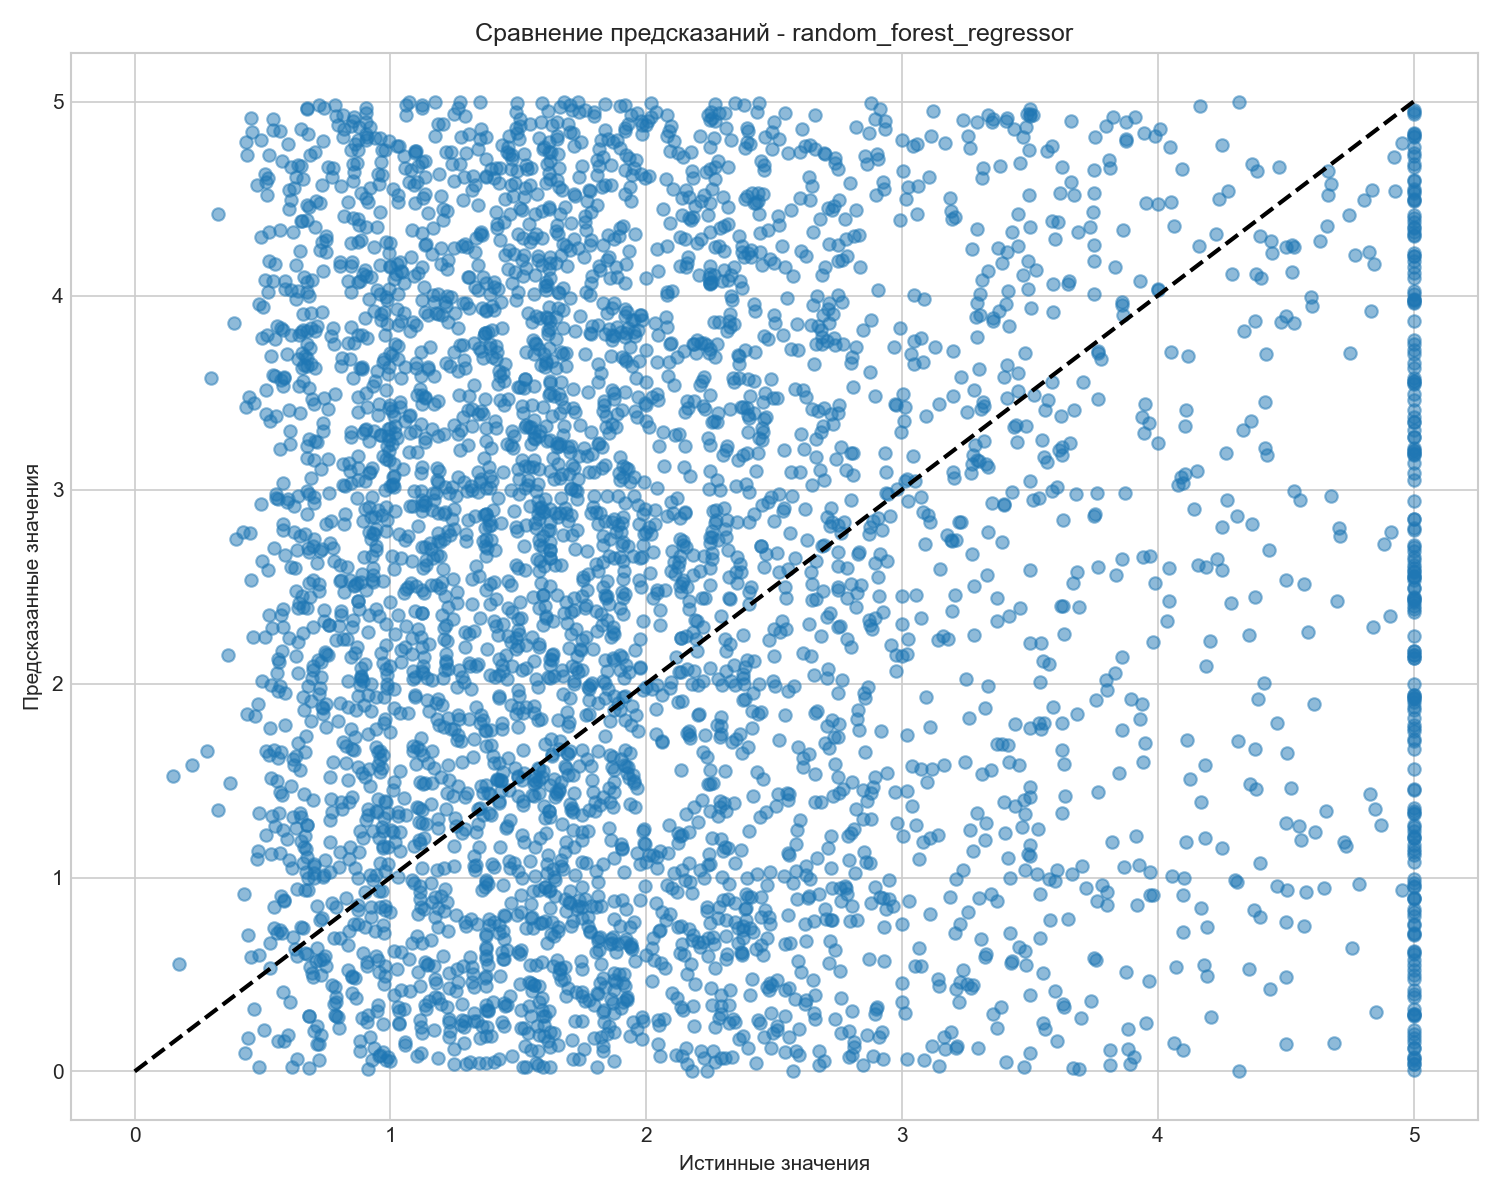 Сравнение предсказаний - random_forest_regressor
Предсказанные значения
5
4
3
2
1
0
0 1 2 3 4 5
Истинные значения